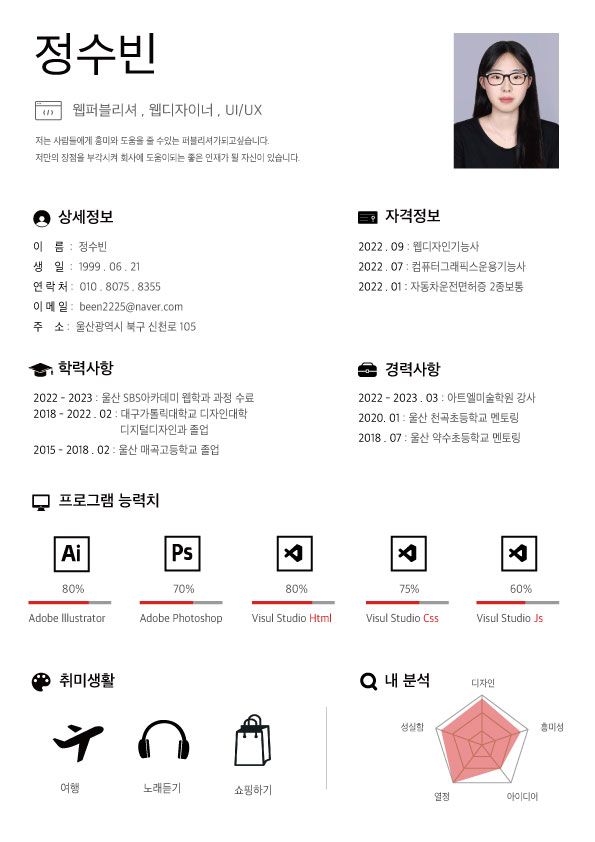 정수빈
웹퍼블리셔 , 웹디자이너 , UI/UX
저는 사람들에게 흥미와 도움을 줄 수있는 퍼블리셔가되고싶습니다.
저만의 장점을 부각시켜 회사에 도움이되는 좋은 인재가 될 자신이 있습니다.
상세정보
이 름 : 정수빈
생 일 : 1999 . 06 . 21
연 락 처 : 010 . 8075 . 8355
이 메 일 : been2225@naver.com
주 소 : 울산광역시 북구 신천로 105
자격정보
2022 . 09 : 웹디자인기능사
2022 . 07 : 컴퓨터그래픽스운용기능사
2022 . 01 : 자동차운전면허증 2종보통
학력사항
2022 - 2023 : 울산 SBS아카데미 웹학과 과정 수료
2018 - 2022 . 02 : 대구가톨릭대학교 디자인대학
디지털디자인과 졸업
2015 - 2018 . 02 : 울산 매곡고등학교 졸업
경력사항
2022 - 2023 . 03 : 아트엘미술학원 강사
2020. 01 : 울산 천곡초등학교 멘토링
2018 . 07 : 울산 약수초등학교 멘토링
프로그램 능력치
Ai Ps
80% 70% 80% 75% 60%
Adobe Illustrator Adobe Photoshop Visul Studio Html Visul Studio Css Visul Studio Js
취미생활
여행 노래듣기 쇼핑하기
내 분석
디자인
성실함 흥미성
열정 아이디어